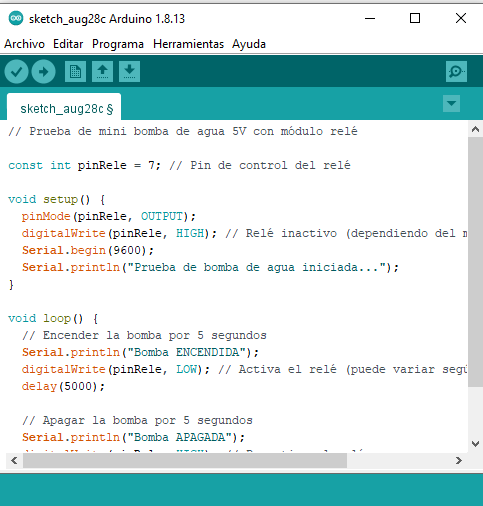 sketch_aug28c Arduino 1.8.13
Archivo Editar Programa Herramientas Ayuda
sketch_aug28c §
// Prueba de mini bomba de agua 5V con módulo relé
const int pinRele = 7; // Pin de control del relé
void setup() {
pinMode(pinRele, OUTPUT);
digitalWrite(pinRele, HIGH); // Relé inactivo (dependiendo del
Serial.begin(9600);
Serial.println("Prueba de bomba de agua iniciada...");
}
void loop() {
// Encender la bomba por 5 segundos
Serial.println("Bomba ENCENDIDA");
digitalWrite(pinRele, LOW); // Activa el relé (puede variar segú
delay(5000);
// Apagar la bomba por 5 segundos
Serial.println("Bomba APAGADA");